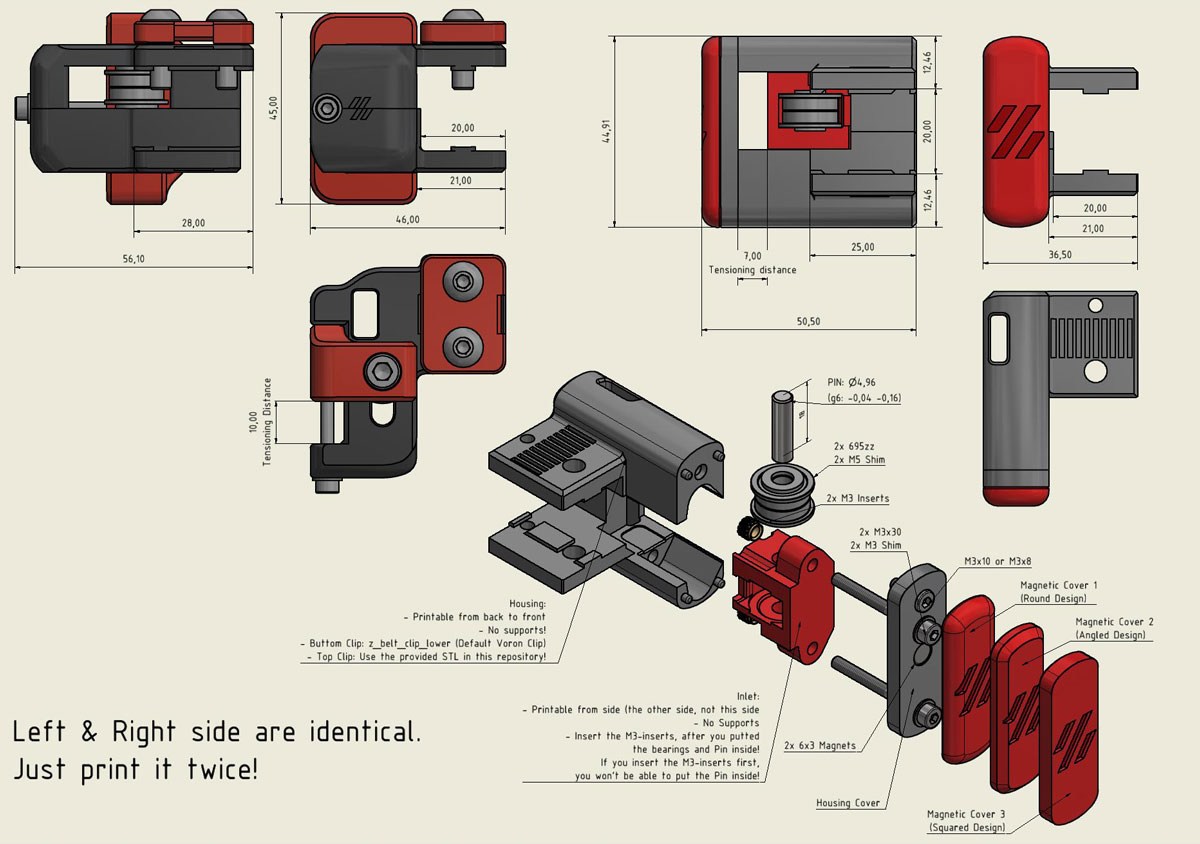 45,00
20,00
21,00
46,00
28,00
56,10
10,00
Tensioning Distance
44,91
12,46
20,00
12,46
25,00
7,00
Tensioning distance
50,50
20,00
21,00
36,50
PIN: Ø4,96
(g6: -0,04 -0,16)
2x 695zz
2x M5 Shim
2x M3 Inserts
2x M3x30
2x M3 Shim
M3x10 or M3x8
Magnetic Cover 1
(Round Design)
Magnetic Cover 2
(Angled Design)
Housing:
- Printable from back to front
- No supports!
- Buttom Clip: z_belt_clip_lower (Default Voron Clip)
- Top Clip: Use the provided STL in this repository!
Inlet:
- Printable from side (the other side, not this side
- No Supports
- Insert the M3-inserts, after you putted
the bearings and Pin inside!
If you insert the M3-inserts first,
you won't be able to put the Pin inside!
2x 6x3 Magnets
Housing Cover
Magnetic Cover 3
(Squared Design)
Left & Right side are identical.
Just print it twice!